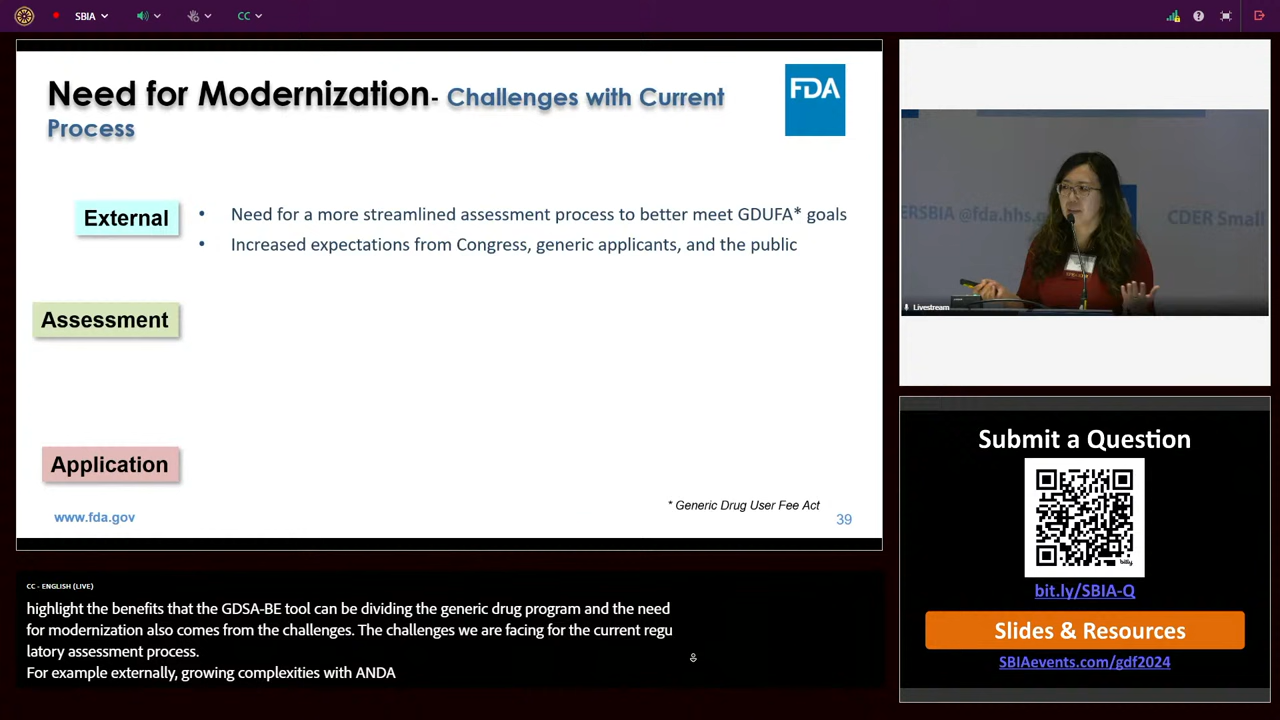 SBIA
CC
Need for Modernization- Challenges with Current
Process
FDA
External
• Need for a more streamlined assessment process to better meet GDUFA* goals
• Increased expectations from Congress, generic applicants, and the public
Assessment
Application
* Generic Drug User Fee Act
www.fda.gov
39
CC - ENGLISH (LIVE)
highlight the benefits that the GDSA-BE tool can be dividing the generic drug program and the need
for modernization also comes from the challenges. The challenges we are facing for the current regu
latory assessment process.
For example externally, growing complexities with ANDA
ERSBIA @fda.hhs.g
CDER Small
Livestream
Submit a Question
bitly
bit.ly/SBIA-Q
Slides & Resources
SBIAevents.com/gdf2024